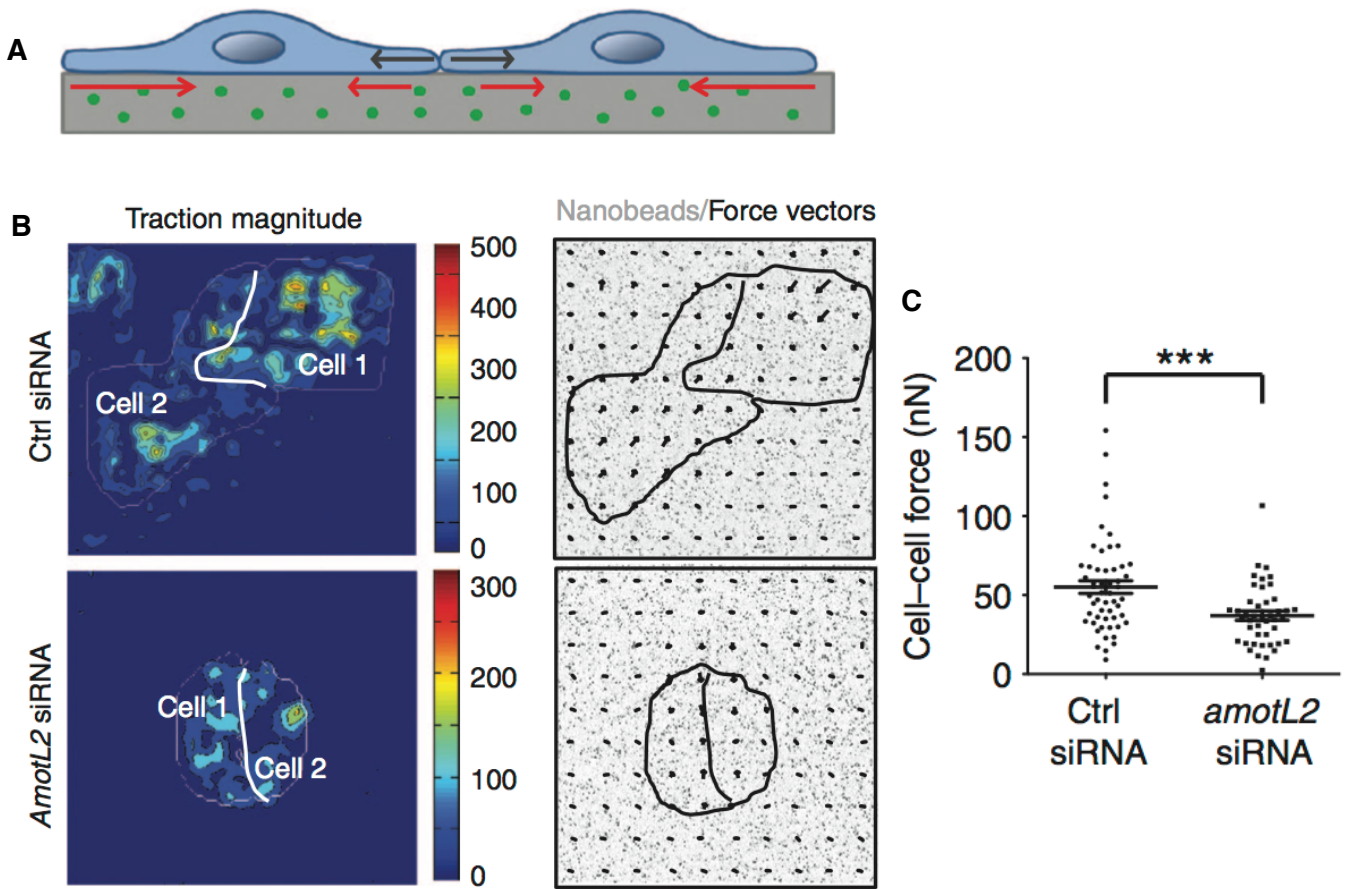 A
B
Traction magnitude
Nanobeads/Force vectors
Ctrl siRNA
Cell 1
Cell 2
500
400
300
200
100
0
AmotL2 siRNA
Cell 1
Cell 2
300
200
100
0
C
Cell–cell force (nN)
200
150
100
50
0
***
Ctrl
siRNA
amotL2
siRNA